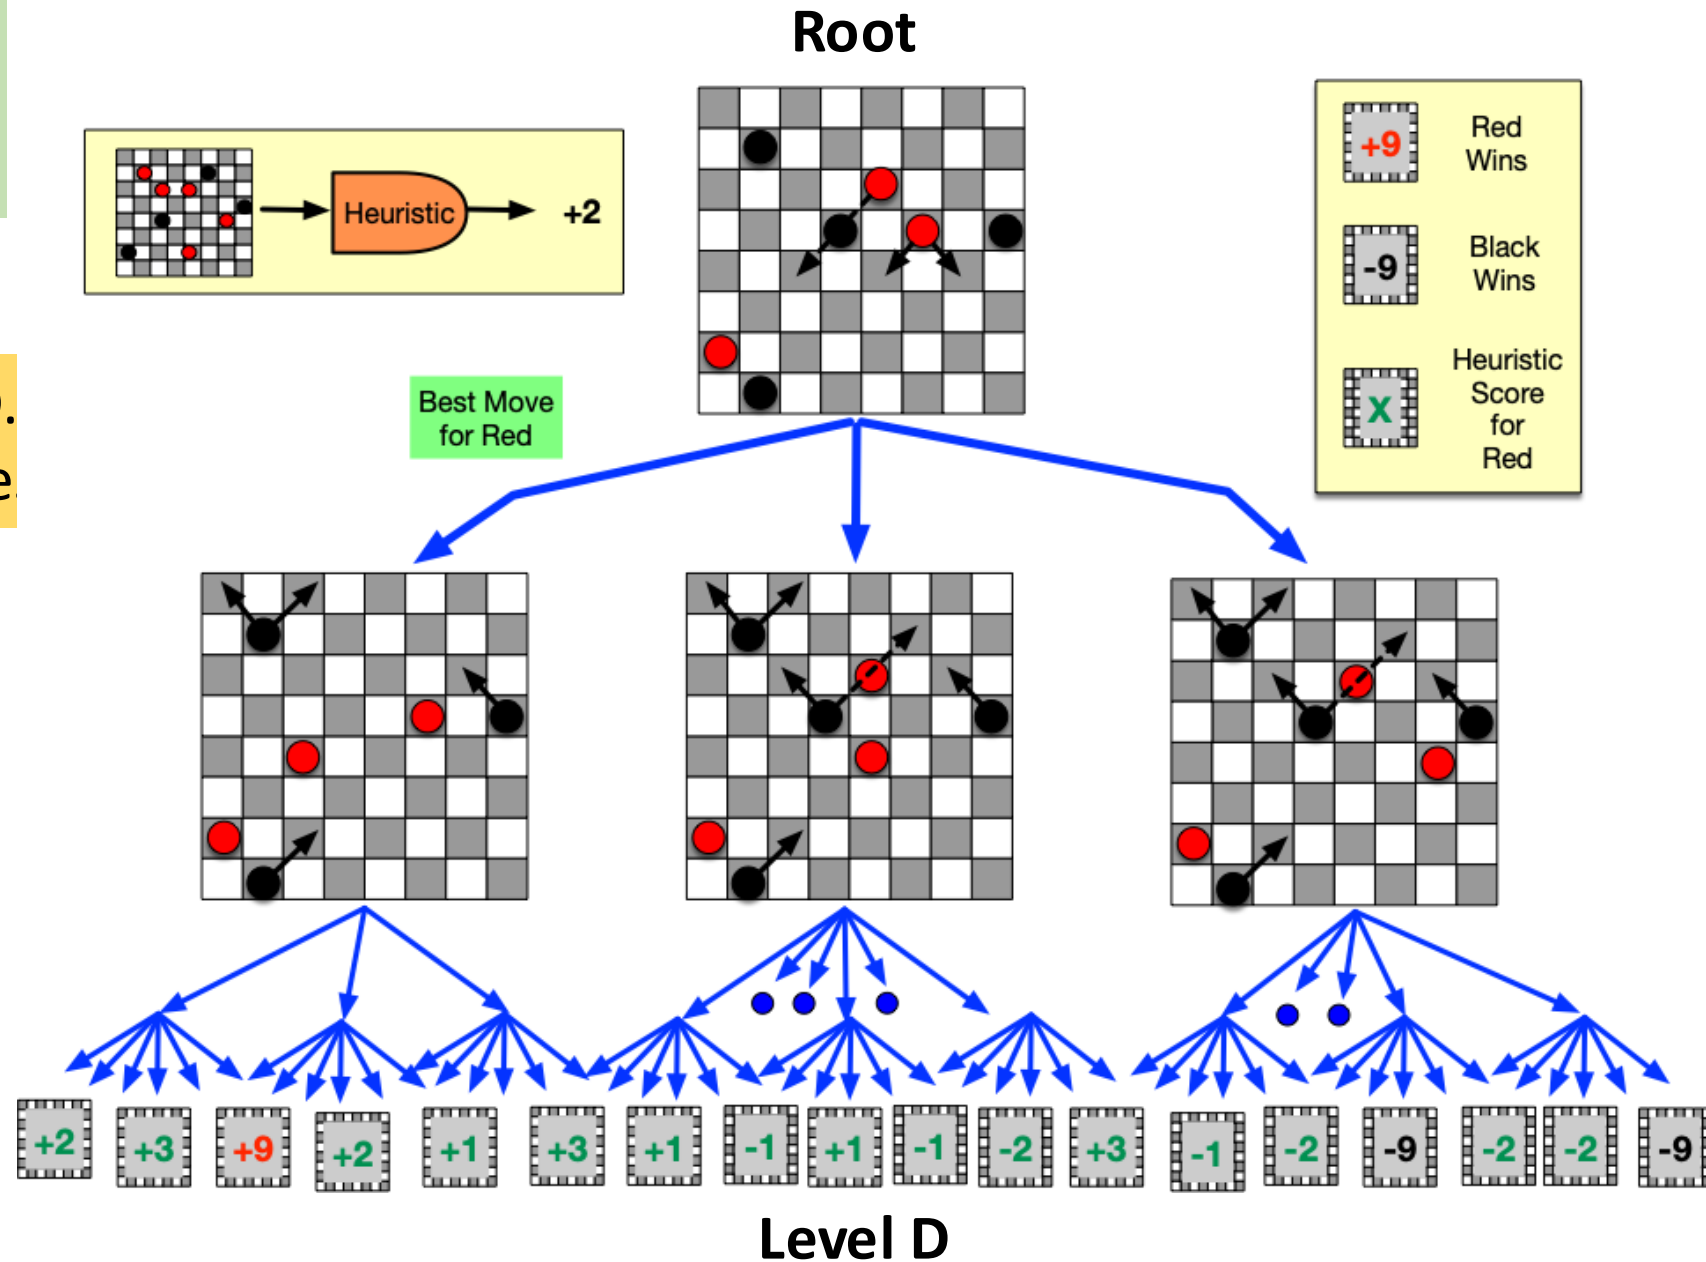 Root
Heuristic
+2
+9
Red
Wins
-9
Black
Wins
X
Heuristic
Score
for
Red
.
e.
Best Move
for Red
+2
+3
+9
+2
+1
+3
+1
-1
+1
-1
-2
+3
-1
-2
-9
-2
-2
-9
Level D